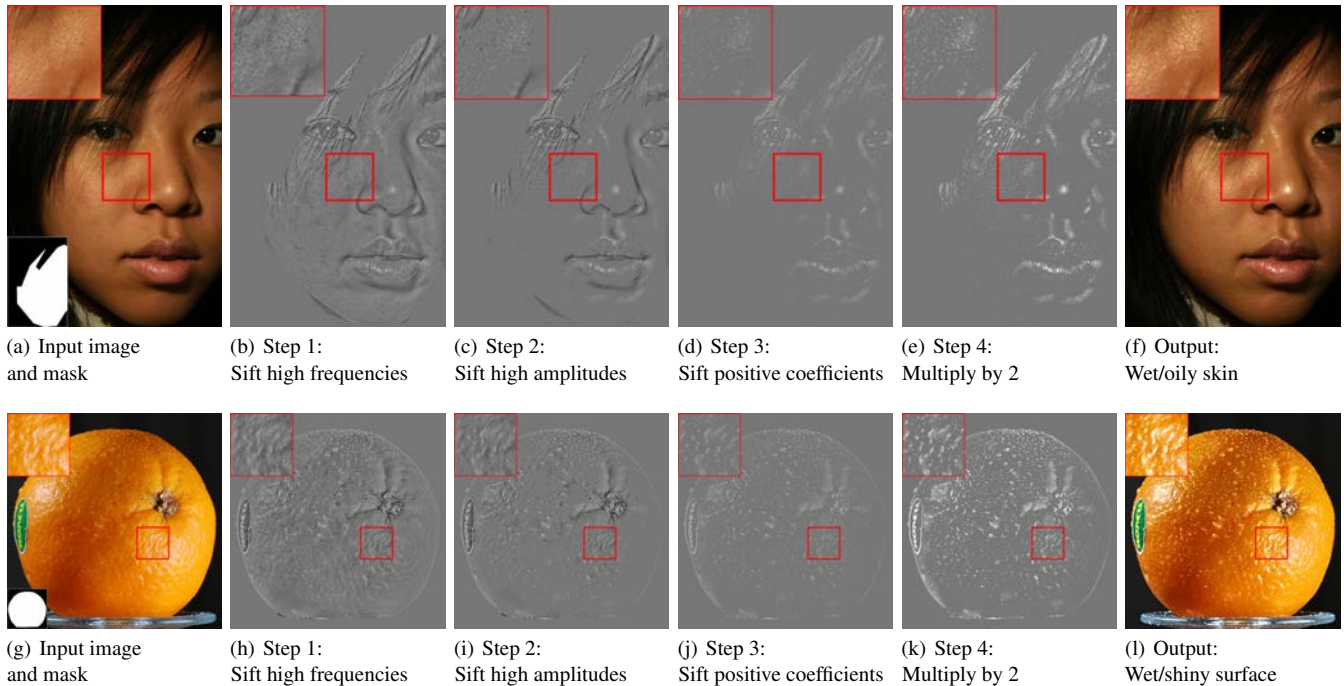 (a) Input image
and mask
(b) Step 1:
Sift high frequencies
(c) Step 2:
Sift high amplitudes
(d) Step 3:
Sift positive coefficients
(e) Step 4:
Multiply by 2
(f) Output:
Wet/oily skin
(g) Input image
and mask
(h) Step 1:
Sift high frequencies
(i) Step 2:
Sift high amplitudes
(j) Step 3:
Sift positive coefficients
(k) Step 4:
Multiply by 2
(l) Output:
Wet/shiny surface